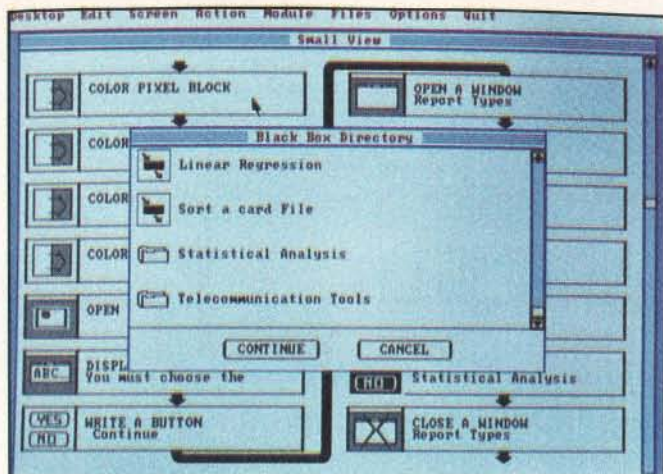 Desktop Edit Screen Action Module Files Options Quit
Small View
COLOR PIXEL BLOCK
COLOR
COLOR
COLOR
OPEN
ABC
DISPL
You must choose the
YES
NO
WRITE A BUTTON
Continue
OPEN A WINDOW
Report Types
Black Box Directory
Linear Regression
Sort a card File
Statistical Analysis
Telecommunication Tools
CONTINUE
CANCEL
(NO)
Statistical Analysis
CLOSE A WINDOW
Report Types